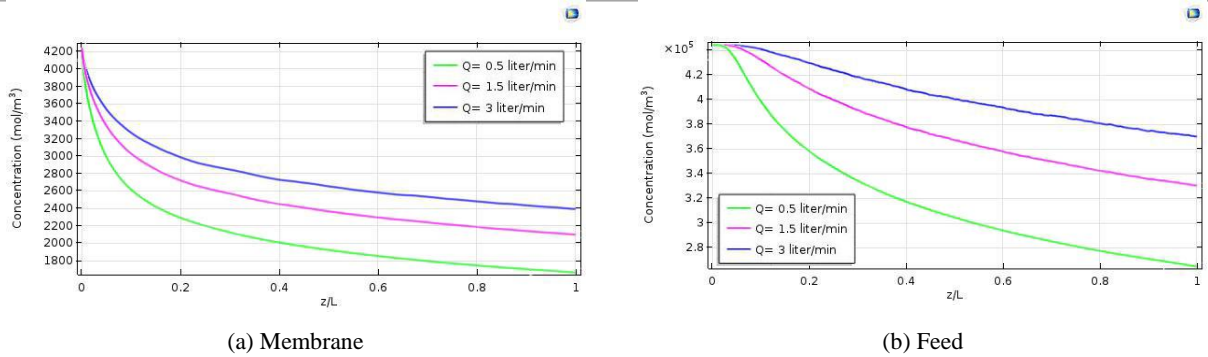 4200
4000
3800
3600
3400
3200
3000
2800
2600
2400
2200
2000
1800
Concentration (mol/m³)
Q= 0.5 liter/min
Q= 1.5 liter/min
Q= 3 liter/min
0
0.2
0.4
0.6
0.8
1
z/L
(a) Membrane
×10⁵
4.2
4
3.8
3.6
3.4
3.2
3
2.8
Concentration (mol/m³)
Q= 0.5 liter/min
Q= 1.5 liter/min
Q= 3 liter/min
0
0.2
0.4
0.6
0.8
1
z/L
(b) Feed